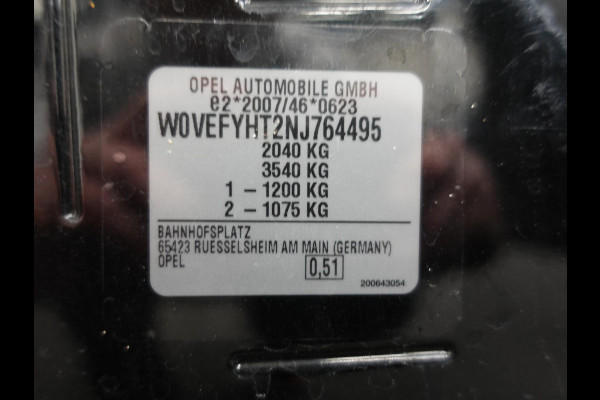 OPEL AUTOMOBILE GMBH
e2*2007/46*0623
W0VEFYHT2NJ764495
2040 KG
3540 KG
1 – 1200 KG
2 – 1075 KG
BAHNHOFSPLATZ
65423 RUESSELSHEIM AM MAIN (GERMANY)
OPEL 0,51
200643054